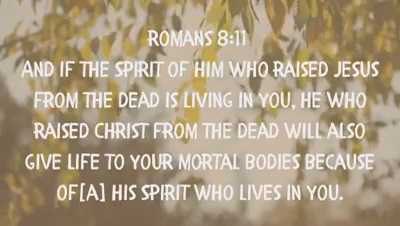 ROMANS 8:11
AND IF THE SPIRIT OF HIM WHO RAISED JESUS
FROM THE DEAD IS LIVING IN YOU, HE WHO
RAISED CHRIST FROM THE DEAD WILL ALSO
GIVE LIFE TO YOUR MORTAL BODIES BECAUSE
OF[A] HIS SPIRIT WHO LIVES IN YOU.